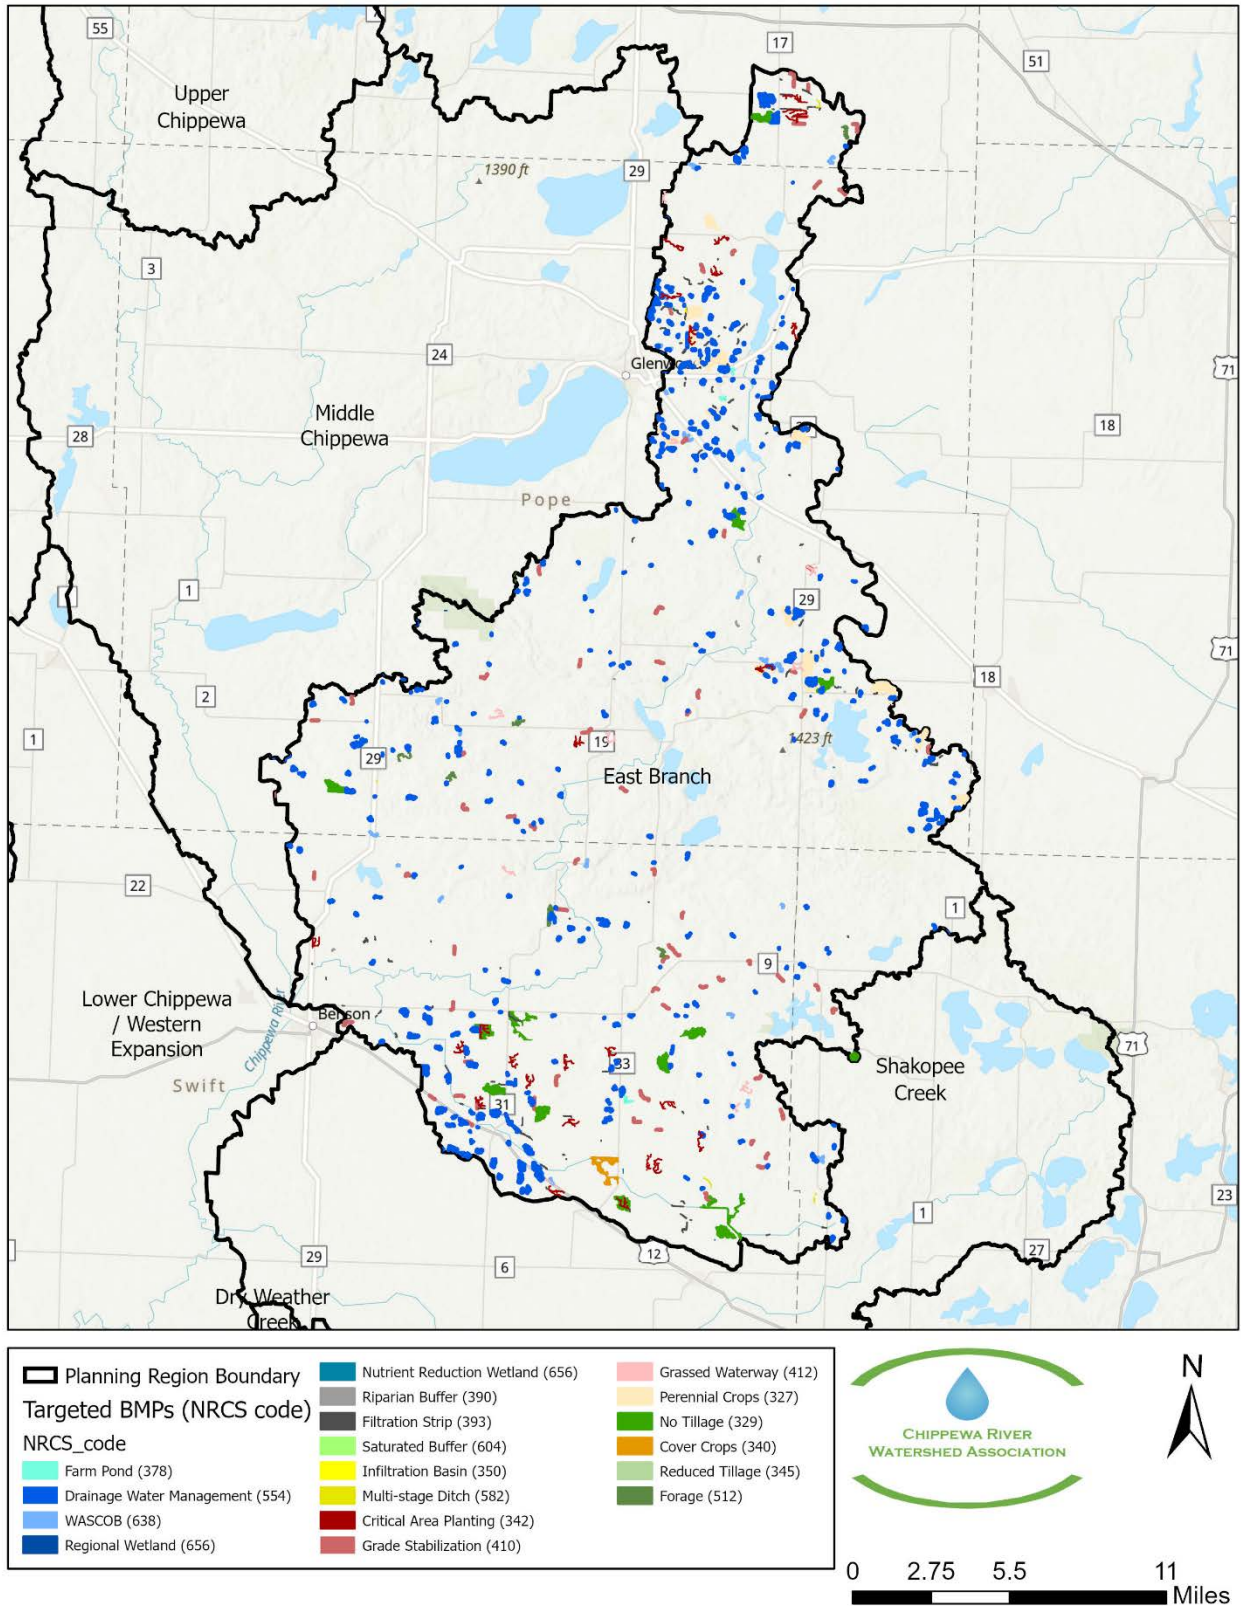 55
17
51
Upper
Chippewa
1390 ft
29
3
24
Glenw
71
28
Middle
Chippewa
18
Pope
1
29
71
18
2
1
19
29
1423 ft
East Branch
22
1
9
Lower Chippewa
/ Western
Expansion
Chippewa River
Benson
Swift
33
71
Shakopee
Creek
31
23
1
29
6
12
27
Dry Weather
Creek
Planning Region Boundary
Targeted BMPs (NRCS code)
NRCS_code
Farm Pond (378)
Drainage Water Management (554)
WASCOB (638)
Regional Wetland (656)
Nutrient Reduction Wetland (656)
Riparian Buffer (390)
Filtration Strip (393)
Saturated Buffer (604)
Infiltration Basin (350)
Multi-stage Ditch (582)
Critical Area Planting (342)
Grade Stabilization (410)
Grassed Waterway (412)
Perennial Crops (327)
No Tillage (329)
Cover Crops (340)
Reduced Tillage (345)
Forage (512)
CHIPPEWA RIVER
WATERSHED ASSOCIATION
N
0 2.75 5.5 11
Miles